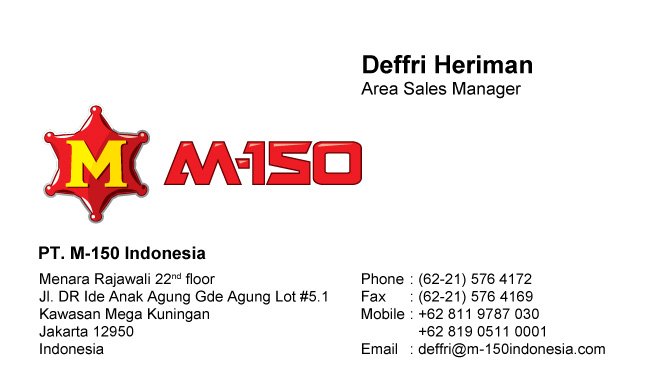 Deffri Heriman
Area Sales Manager
M M-150
PT. M-150 Indonesia
Menara Rajawali 22nd floor
Jl. DR Ide Anak Agung Gde Agung Lot #5.1
Kawasan Mega Kuningan
Jakarta 12950
Indonesia
Phone : (62-21) 576 4172
Fax : (62-21) 576 4169
Mobile : +62 811 9787 030
+62 819 0511 0001
Email : deffri@m-150indonesia.com